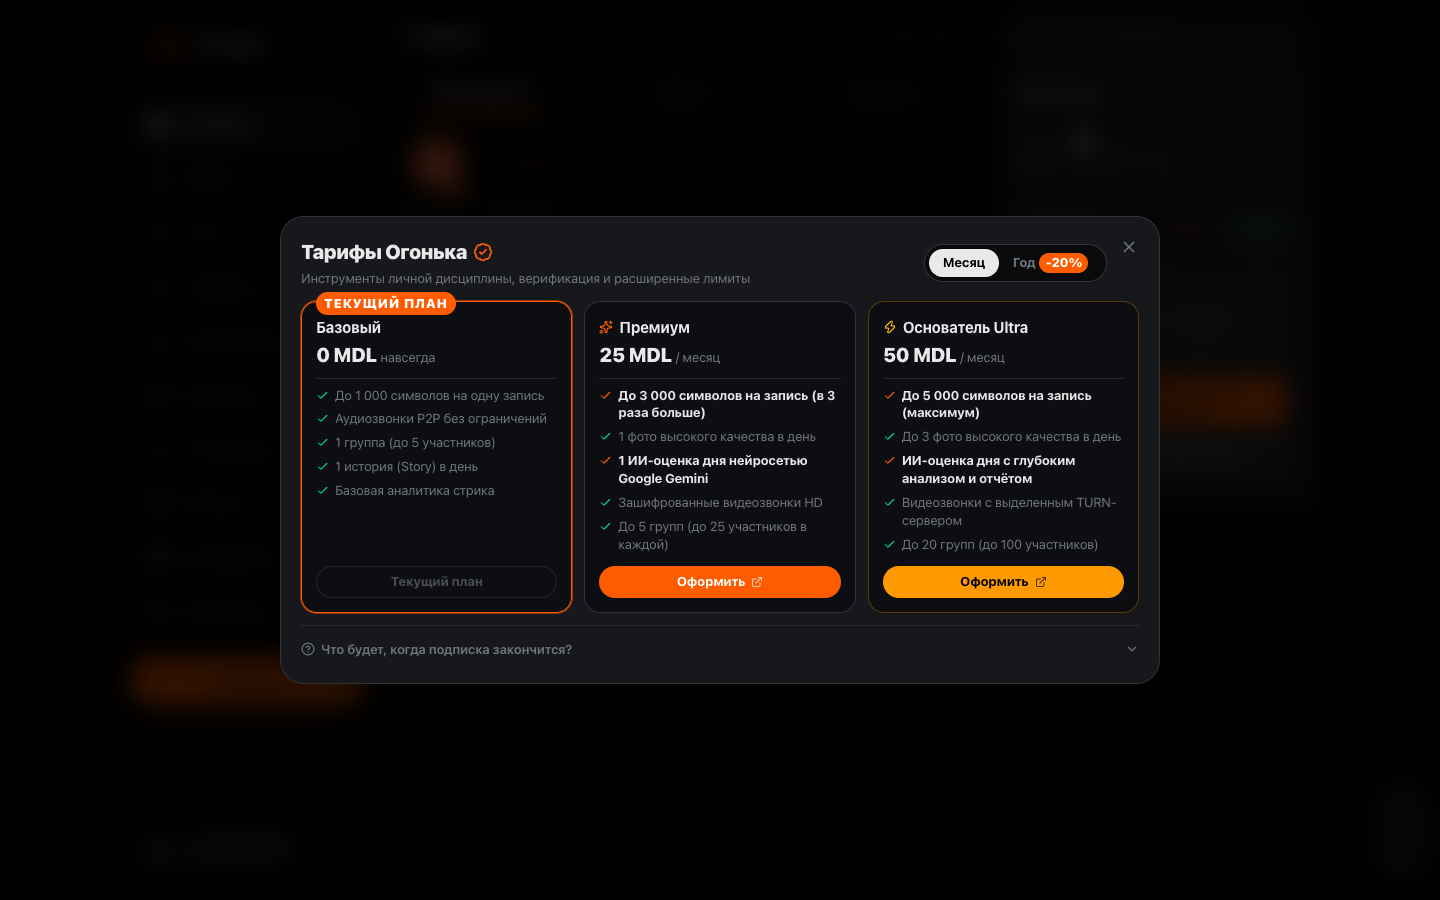 Тарифы Огонька
Инструменты личной дисциплины, верификация и расширенные лимиты
Месяц
Год -20%
ТЕКУЩИЙ ПЛАН
Базовый
0 MDL навсегда
До 1 000 символов на одну запись
Аудиозвонки P2P без ограничений
1 группа (до 5 участников)
1 история (Story) в день
Базовая аналитика стрика
Текущий план
Премиум
25 MDL / месяц
До 3 000 символов на запись (в 3
раза больше)
1 фото высокого качества в день
1 ИИ-оценка дня нейросетью
Google Gemini
Зашифрованные видеозвонки HD
До 5 групп (до 25 участников в
каждой)
Оформить
Основатель Ultra
50 MDL / месяц
До 5 000 символов на запись
(максимум)
До 3 фото высокого качества в день
ИИ-оценка дня с глубоким
анализом и отчётом
Видеозвонки с выделенным TURN-
сервером
До 20 групп (до 100 участников)
Оформить
Что будет, когда подписка закончится?